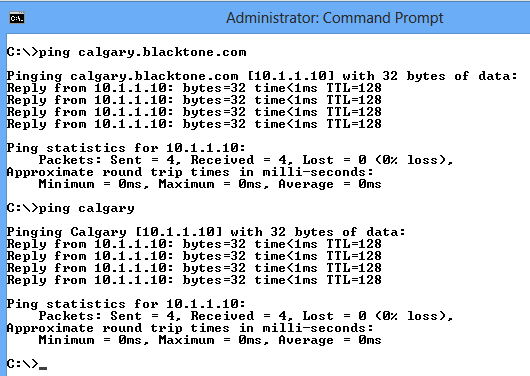 Administrator: Command Prompt
C:\>ping calgary.blacktone.com
Pinging calgary.blacktone.com [10.1.1.10] with 32 bytes of data:
Reply from 10.1.1.10: bytes=32 time<1ms TTL=128
Reply from 10.1.1.10: bytes=32 time<1ms TTL=128
Reply from 10.1.1.10: bytes=32 time<1ms TTL=128
Reply from 10.1.1.10: bytes=32 time<1ms TTL=128
Ping statistics for 10.1.1.10:
    Packets: Sent = 4, Received = 4, Lost = 0 (0% loss),
Approximate round trip times in milli-seconds:
    Minimum = 0ms, Maximum = 0ms, Average = 0ms
C:\>ping calgary
Pinging Calgary [10.1.1.10] with 32 bytes of data:
Reply from 10.1.1.10: bytes=32 time<1ms TTL=128
Reply from 10.1.1.10: bytes=32 time<1ms TTL=128
Reply from 10.1.1.10: bytes=32 time<1ms TTL=128
Reply from 10.1.1.10: bytes=32 time<1ms TTL=128
Ping statistics for 10.1.1.10:
    Packets: Sent = 4, Received = 4, Lost = 0 (0% loss),
Approximate round trip times in milli-seconds:
    Minimum = 0ms, Maximum = 0ms, Average = 0ms
C:\>_